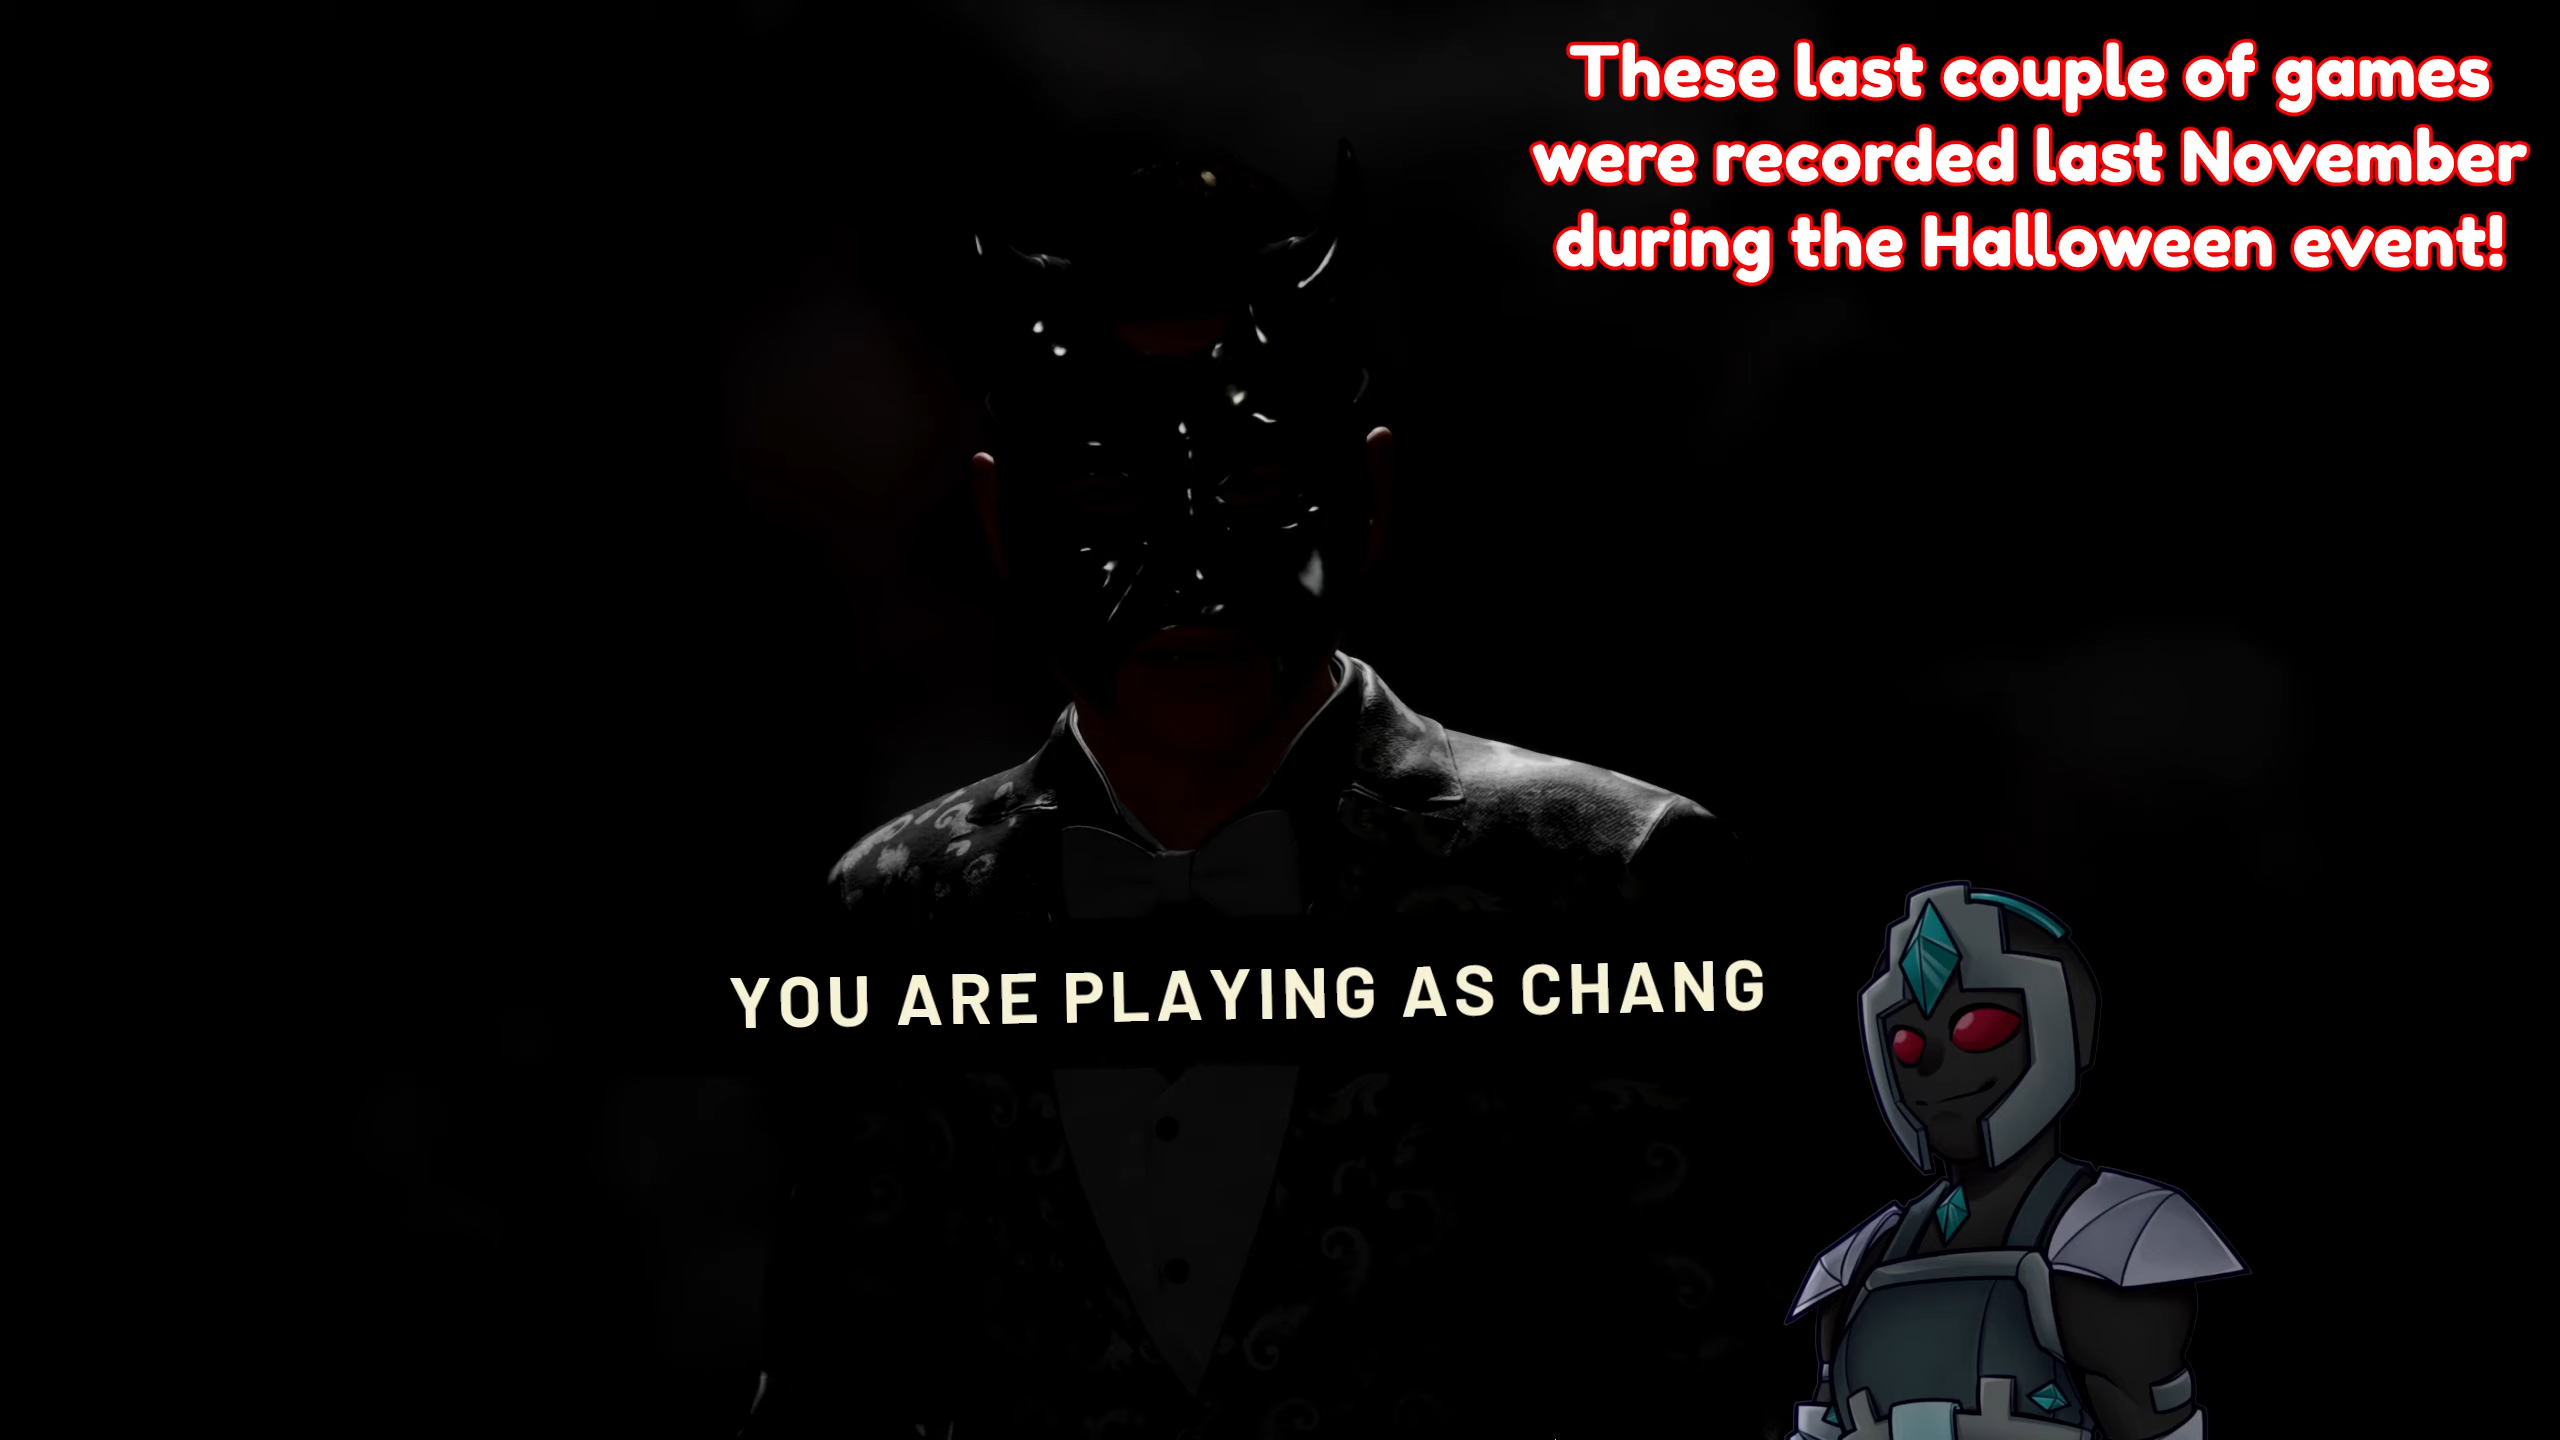 These last couple of games
were recorded last November
during the Halloween event!
YOU ARE PLAYING AS CHANG